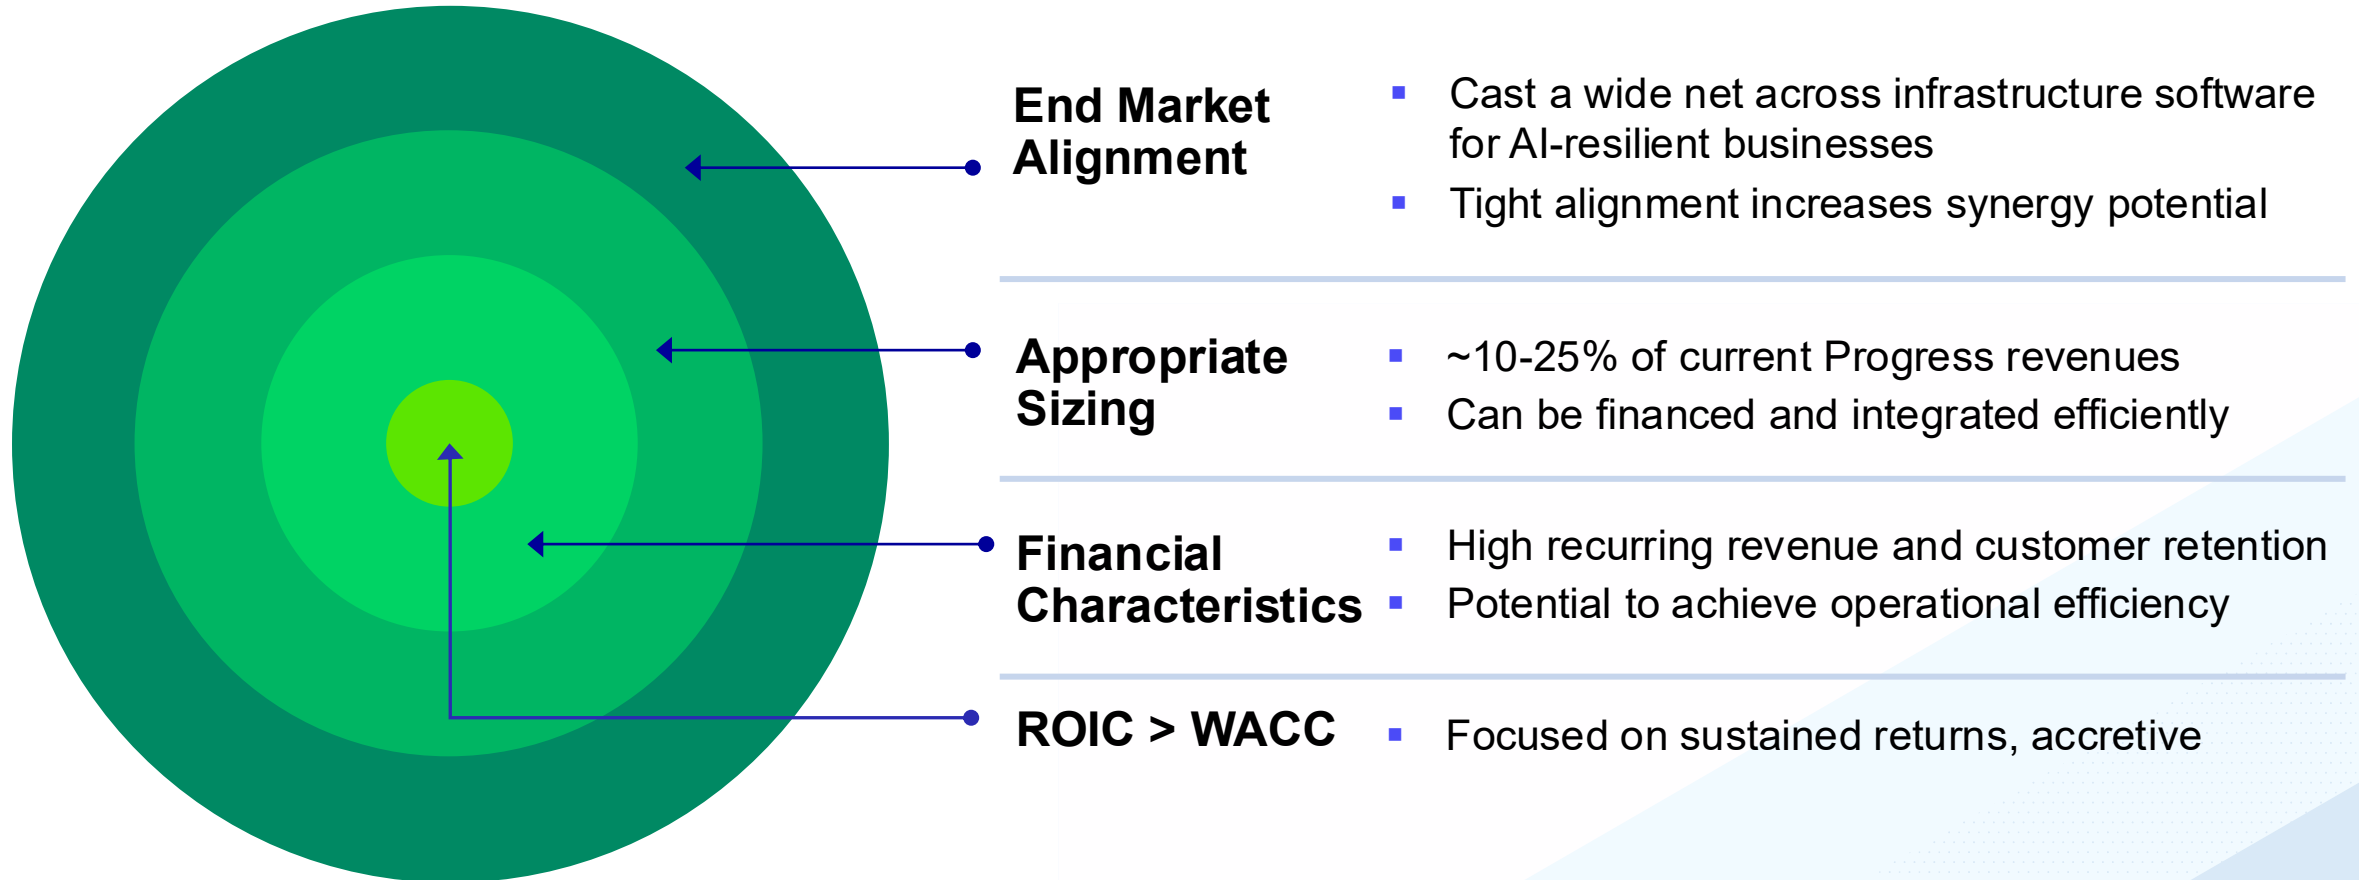 End Market
Alignment
Cast a wide net across infrastructure software
for AI-resilient businesses
Tight alignment increases synergy potential
Appropriate
Sizing
~10-25% of current Progress revenues
Can be financed and integrated efficiently
Financial
Characteristics
High recurring revenue and customer retention
Potential to achieve operational efficiency
ROIC > WACC
Focused on sustained returns, accretive